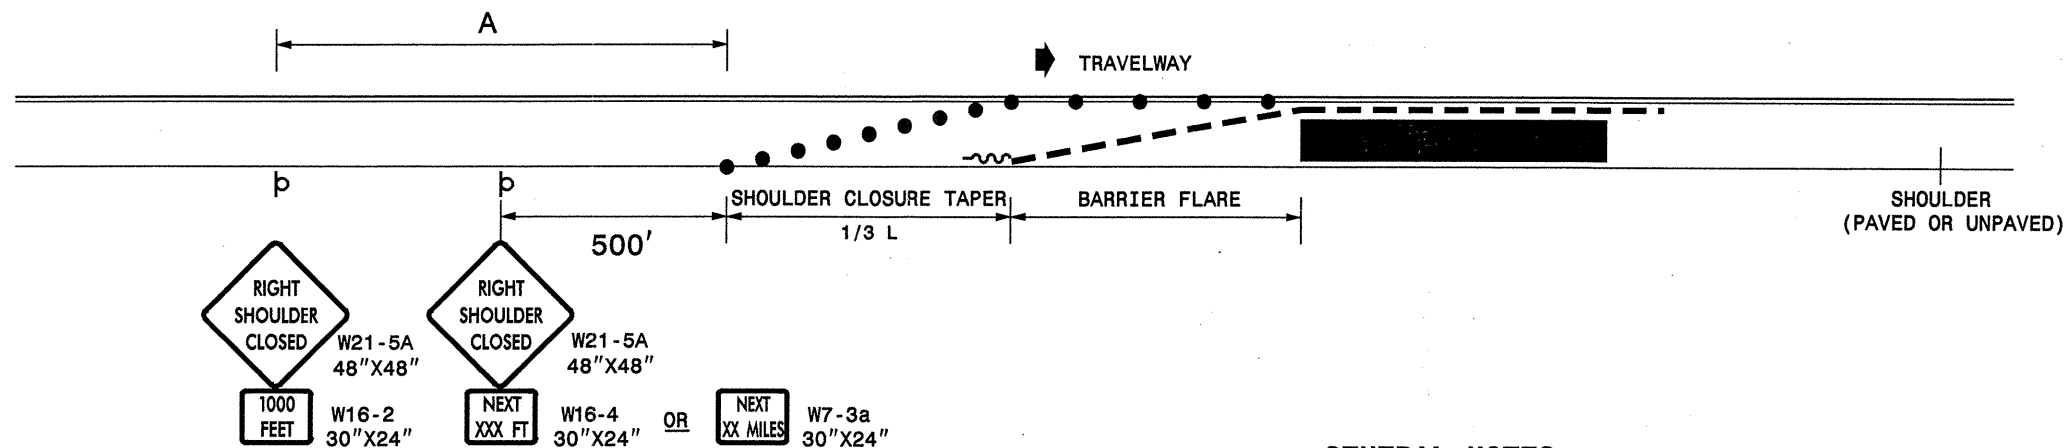 A
TRAVELWAY
SHOULDER CLOSURE TAPER
BARRIER FLARE
1/3 L
500'
SHOULDER
(PAVED OR UNPAVED)
RIGHT
SHOULDER
CLOSED
W21-5A
48"X48"
RIGHT
SHOULDER
CLOSED
W21-5A
48"X48"
1000
FEET
W16-2
30"X24"
NEXT
XXX FT
W16-4
30"X24"
OR
NEXT
XX MILES
W7-3a
30"X24"
GENERAL NOTES